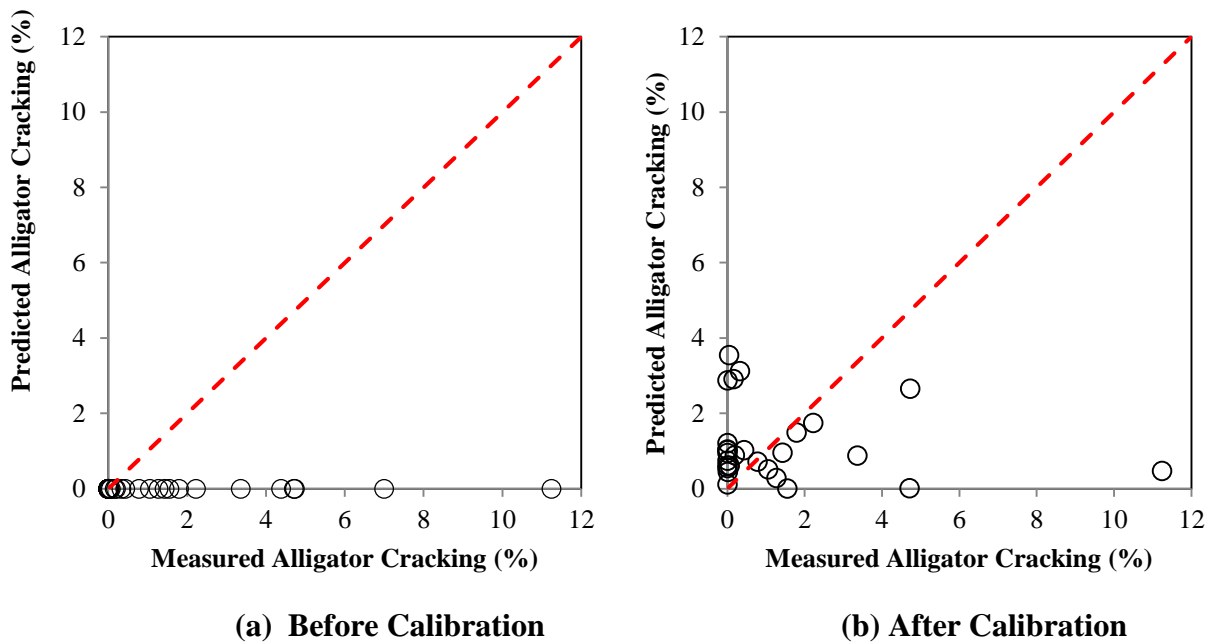 Predicted Alligator Cracking (%)
12
10
8
6
4
2
0
0 2 4 6 8 10 12
Measured Alligator Cracking (%)
(a) Before Calibration
Predicted Alligator Cracking (%)
12
10
8
6
4
2
0
0 2 4 6 8 10 12
Measured Alligator Cracking (%)
(b) After Calibration